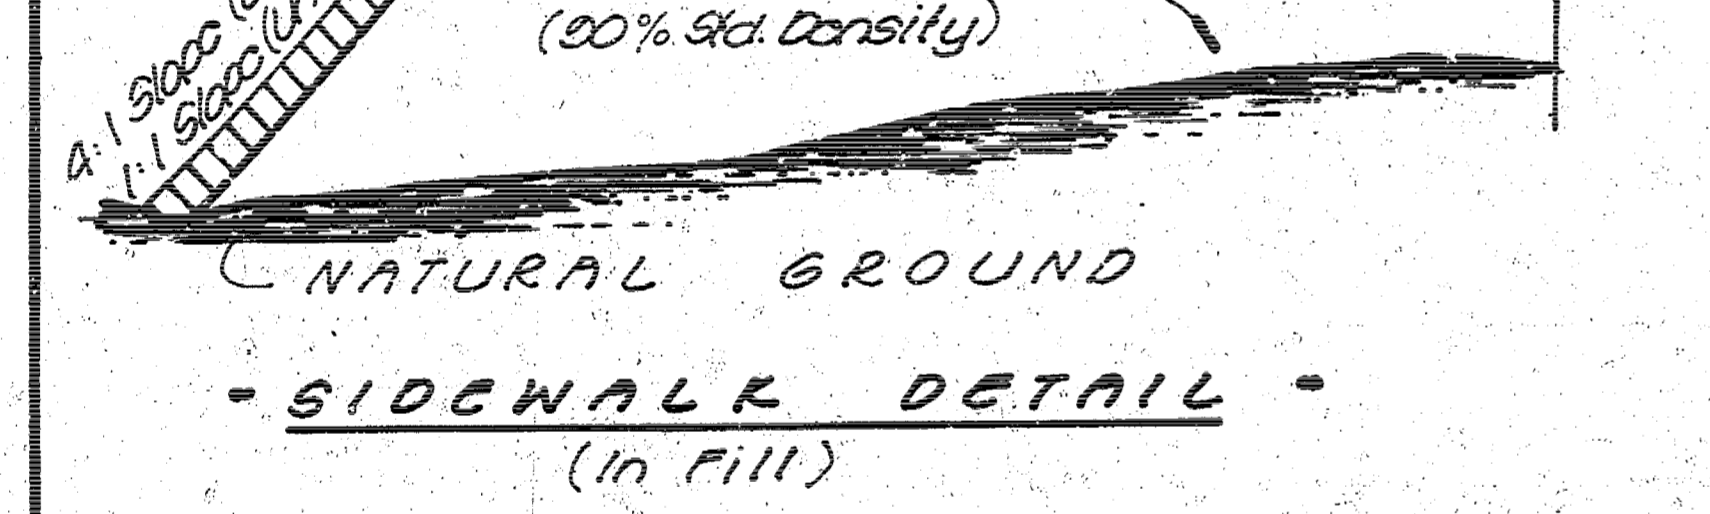 (90% Std. Density)
4:1 Slope
1:1 Slope
NATURAL GROUND
- SIDEWALK DETAIL -
(In Fill)